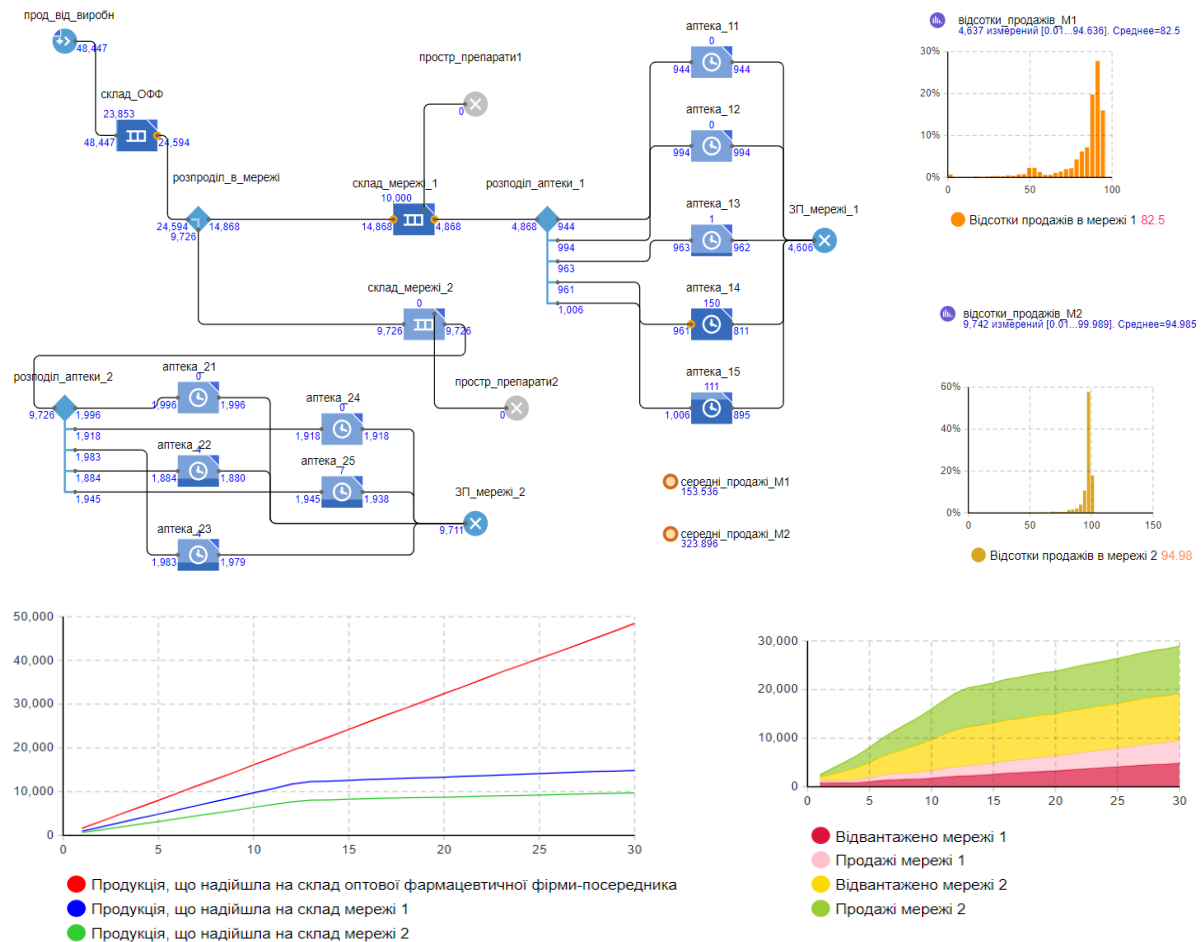 прод_від_виробн
48,447
склад_ОФФ
23,853
48,447
24,594
розпроділ_в_мережі
24,594
14,868
9,726
простр_препарати1
0
склад_мережі_1
10,000
14,868
4,868
розподіл_аптеки_1
4,868
944
994
963
961
1,006
аптека_11
0
944
944
аптека_12
0
994
994
аптека_13
1
963
962
аптека_14
150
961
811
аптека_15
111
1,006
895
ЗП_мережі_1
4,606
склад_мережі_2
0
9,726
9,726
простр_препарати2
0
розподіл_аптеки_2
9,726
1,996
1,918
1,983
1,884
1,945
аптека_21
0
1,996
1,996
аптека_22
4
1,884
1,880
аптека_23
4
1,983
1,979
аптека_24
0
1,918
1,918
аптека_25
7
1,945
1,938
ЗП_мережі_2
9,711
середні_продажі_М1
153.536
середні_продажі_М2
323.896
відсотки_продажів_М1
4,637 измерений [0.01...94.636]. Среднее=82.5
30%
20%
10%
0%
0 50 100
Відсотки продажів в мережі 1 82.5
відсотки_продажів_М2
9,742 измерений [0.01...99.989]. Среднее=94.985
60%
40%
20%
0%
0 50 100 150
Відсотки продажів в мережі 2 94.98
50,000
40,000
30,000
20,000
10,000
0
0 5 10 15 20 25 30
Продукція, що надійшла на склад оптової фармацевтичної фірми-посередника
Продукція, що надійшла на склад мережі 1
Продукція, що надійшла на склад мережі 2
30,000
20,000
10,000
0
0 5 10 15 20 25 30
Відвантажено мережі 1
Продажі мережі 1
Відвантажено мережі 2
Продажі мережі 2